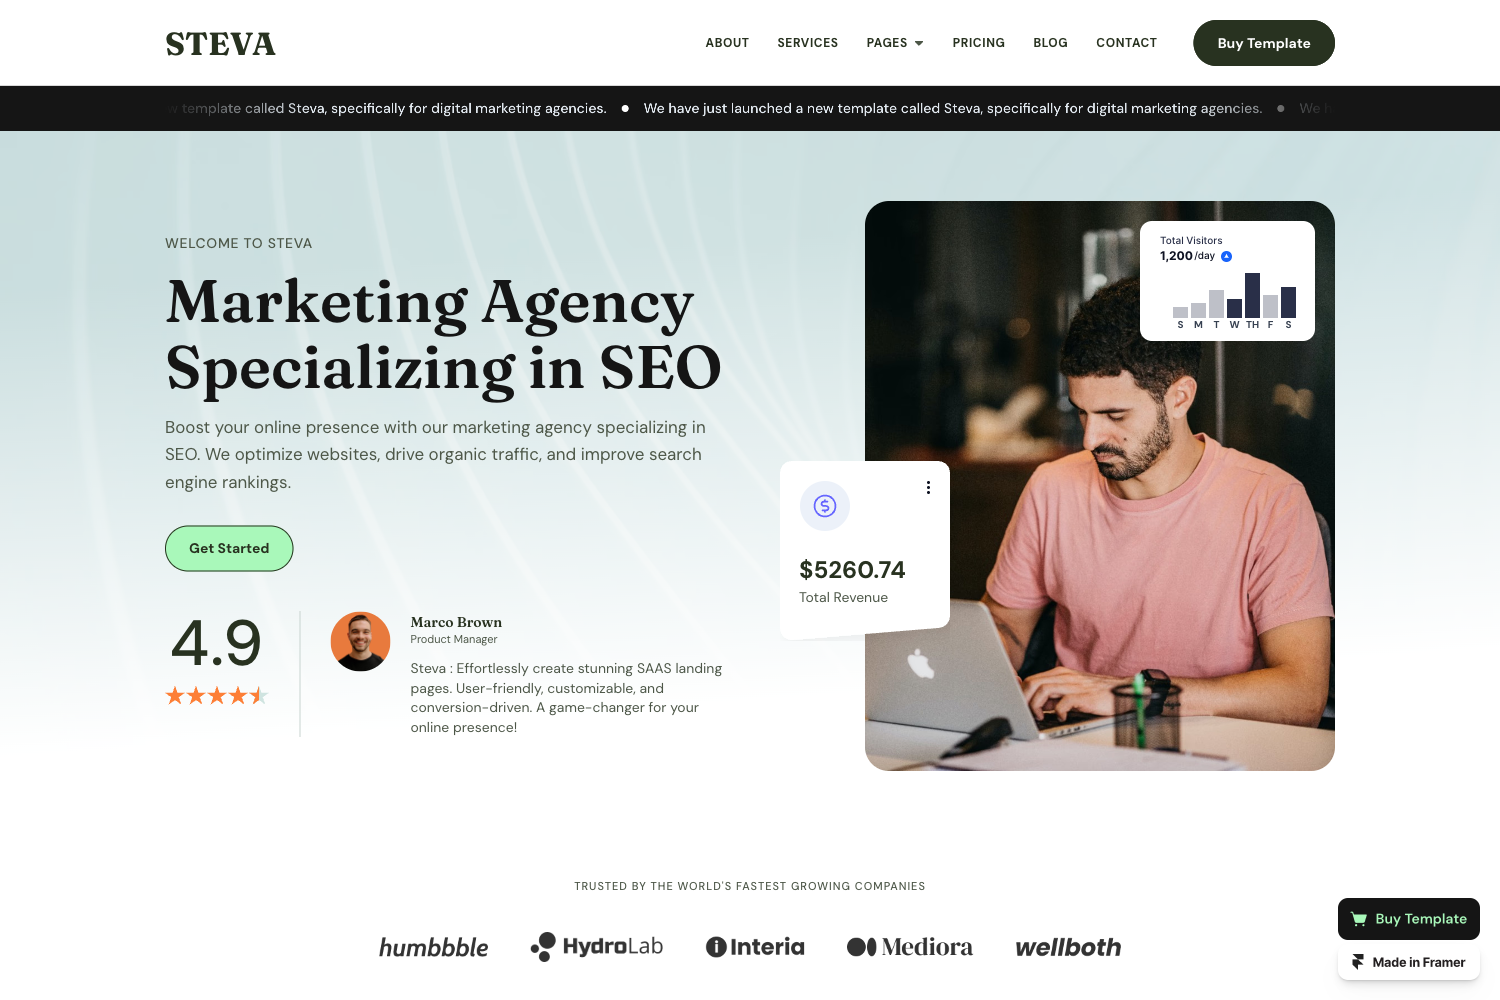 STEVA
ABOUT SERVICES PAGES PRICING BLOG CONTACT Buy Template
w template called Steva, specifically for digital marketing agencies. • We have just launched a new template called Steva, specifically for digital marketing agencies. • We h
WELCOME TO STEVA
Marketing Agency
Specializing in SEO
Boost your online presence with our marketing agency specializing in
SEO. We optimize websites, drive organic traffic, and improve search
engine rankings.
Get Started
4.9
Marco Brown
Product Manager
Steva : Effortlessly create stunning SAAS landing
pages. User-friendly, customizable, and
conversion-driven. A game-changer for your
online presence!
Total Visitors
1,200 /day
S M T W TH F S
$5260.74
Total Revenue
TRUSTED BY THE WORLD'S FASTEST GROWING COMPANIES
humbbble HydroLab Interia Mediora wellboth
Buy Template
Made in Framer